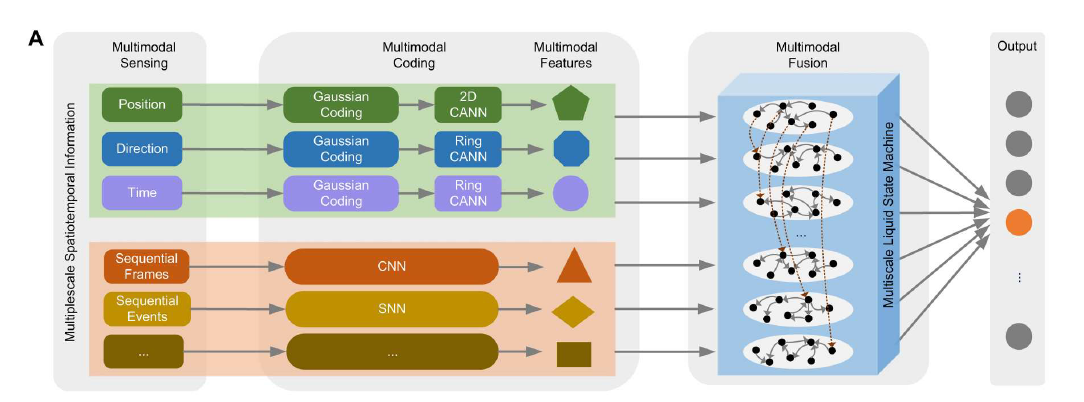 A
Multimodal
Sensing
Multimodal
Coding
Multimodal
Features
Multimodal
Fusion
Output
Multiplescale Spatiotemporal Information
Position
Gaussian
Coding
2D
CANN
Direction
Gaussian
Coding
Ring
CANN
Time
Gaussian
Coding
Ring
CANN
Sequential
Frames
CNN
Sequential
Events
SNN
...
...
...
Multiscale Liquid State Machine
...